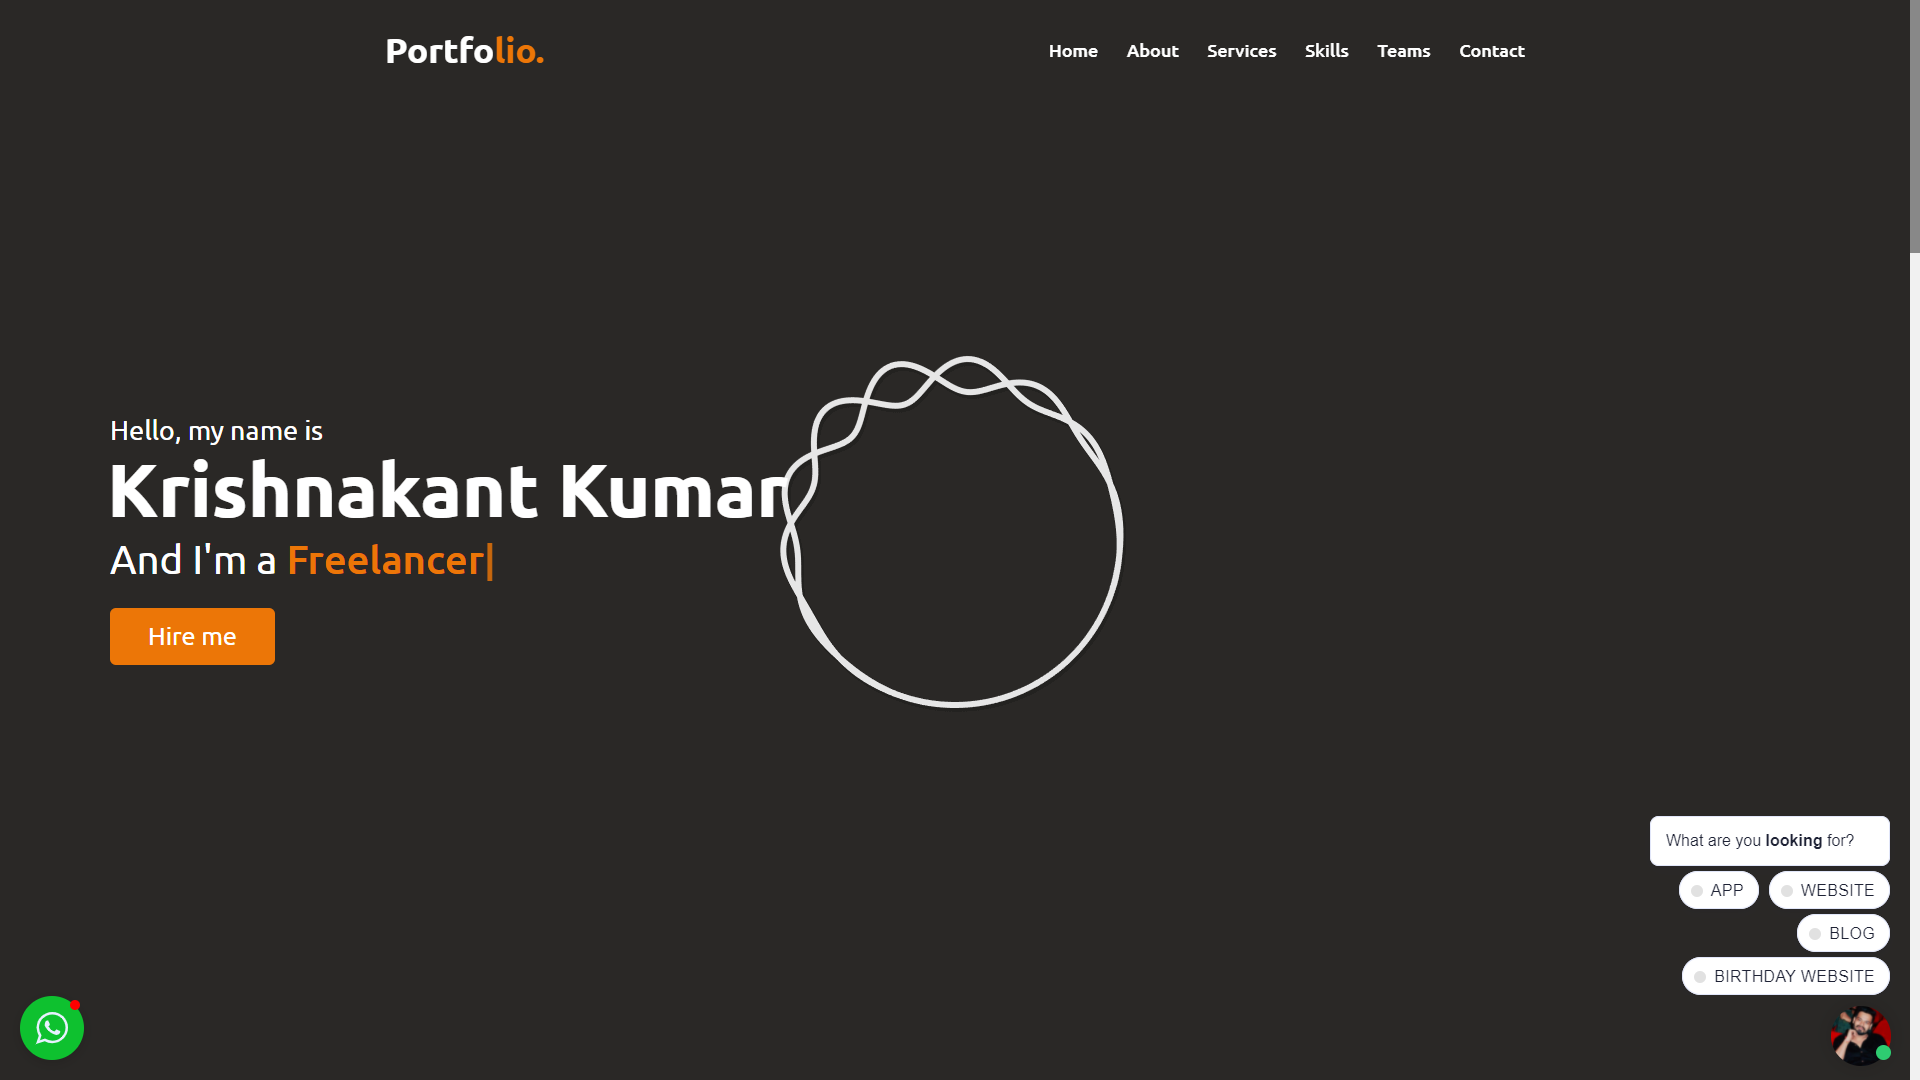 Portfolio.
Home About Services Skills Teams Contact
Hello, my name is
Krishnakant Kumar
And I'm a Freelancer|
Hire me
What are you looking for?
APP WEBSITE
BLOG
BIRTHDAY WEBSITE